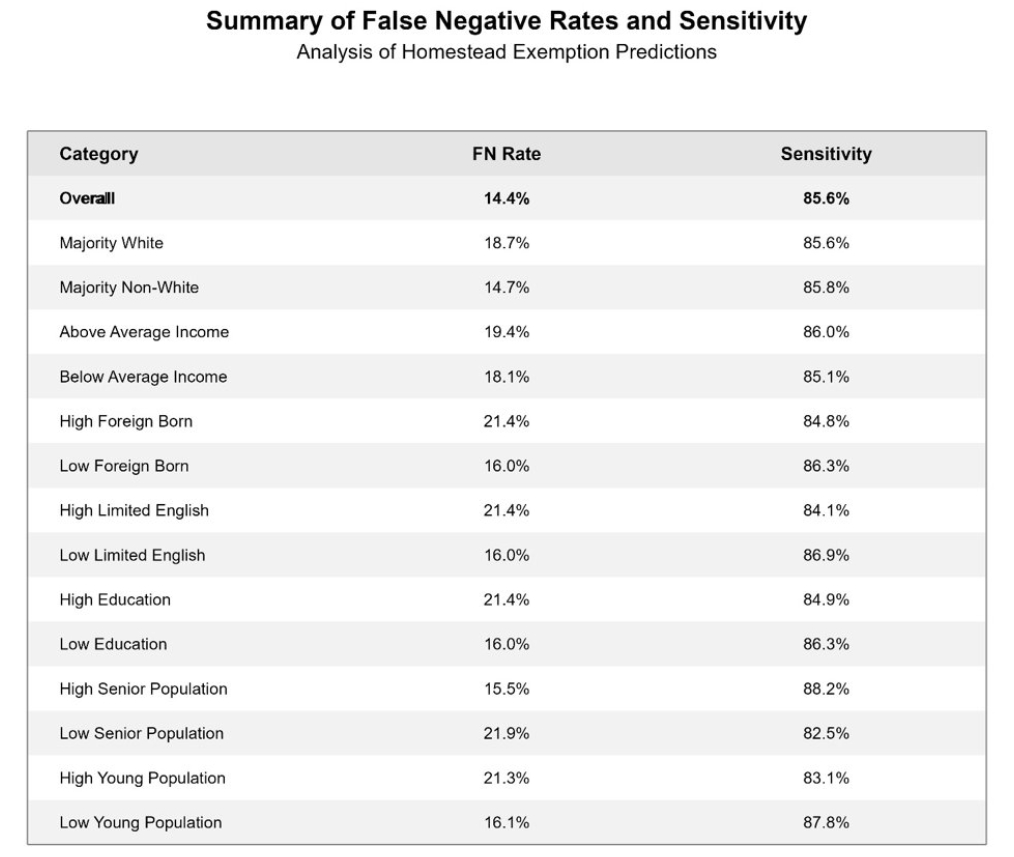 Summary of False Negative Rates and Sensitivity
Analysis of Homestead Exemption Predictions
Category FN Rate Sensitivity
Overall 14.4% 85.6%
Majority White 18.7% 85.6%
Majority Non-White 14.7% 85.8%
Above Average Income 19.4% 86.0%
Below Average Income 18.1% 85.1%
High Foreign Born 21.4% 84.8%
Low Foreign Born 16.0% 86.3%
High Limited English 21.4% 84.1%
Low Limited English 16.0% 86.9%
High Education 21.4% 84.9%
Low Education 16.0% 86.3%
High Senior Population 15.5% 88.2%
Low Senior Population 21.9% 82.5%
High Young Population 21.3% 83.1%
Low Young Population 16.1% 87.8%